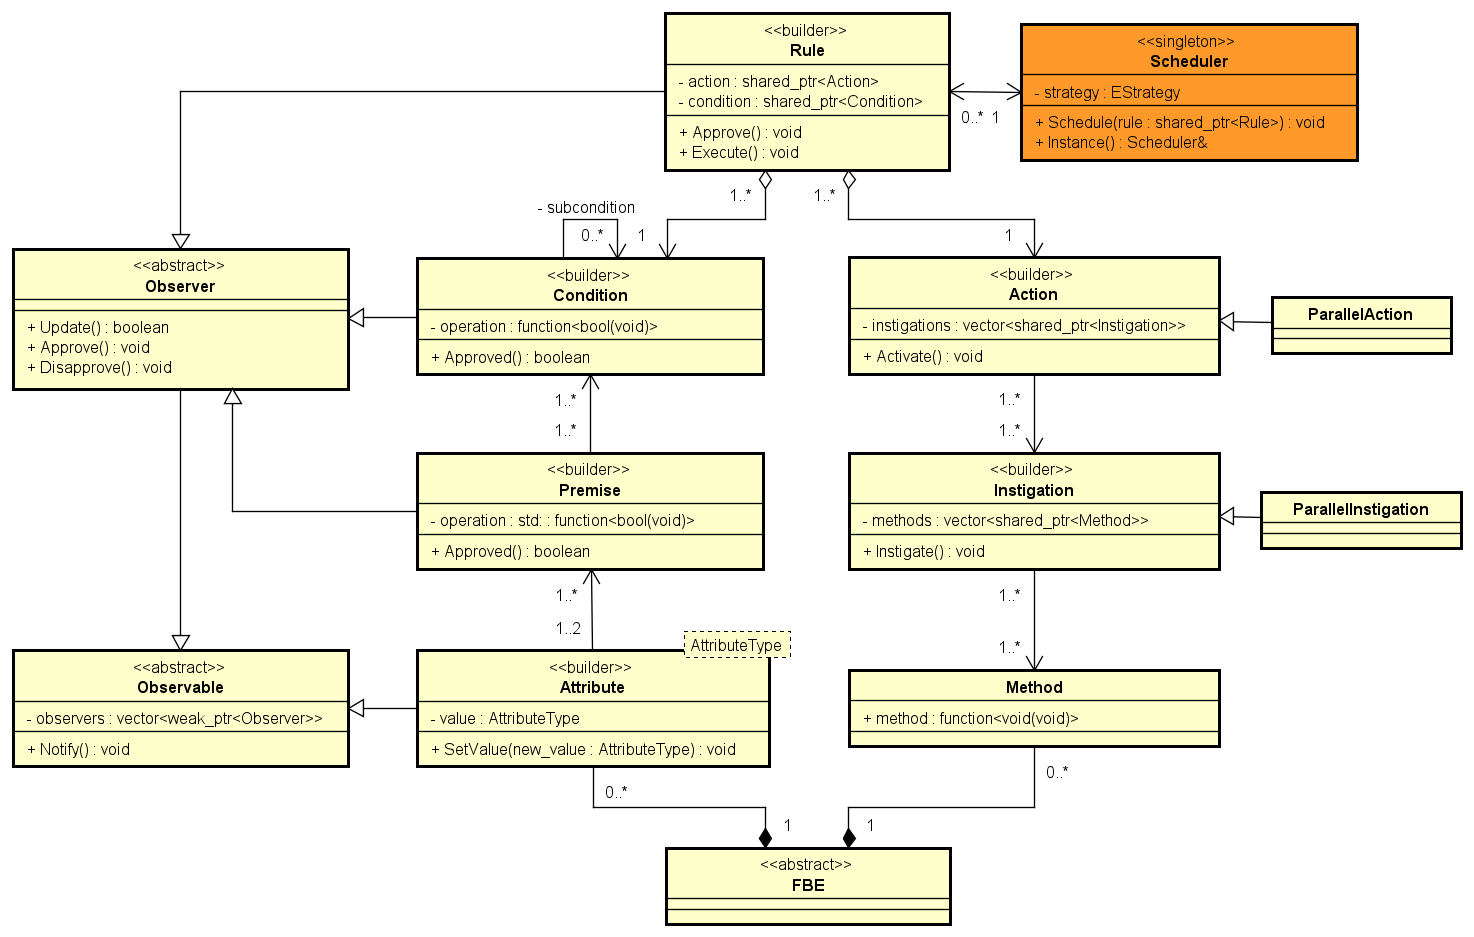 <<builder>>
Rule
- action : shared_ptr<Action>
- condition : shared_ptr<Condition>
+ Approve() : void
+ Execute() : void
<<singleton>>
Scheduler
- strategy : EStrategy
+ Schedule(rule : shared_ptr<Rule>) : void
+ Instance() : Scheduler&
0..* 1
1..*
1..*
- subcondition
0..*
1
1
<<abstract>>
Observer
+ Update() : boolean
+ Approve() : void
+ Disapprove() : void
<<builder>>
Condition
- operation : function<bool(void)>
+ Approved() : boolean
<<builder>>
Action
- instigations : vector<shared_ptr<Instigation>>
+ Activate() : void
ParallelAction
1..*
1..*
1..*
1..*
<<builder>>
Premise
- operation : std: : function<bool(void)>
+ Approved() : boolean
<<builder>>
Instigation
- methods : vector<shared_ptr<Method>>
+ Instigate() : void
ParallelInstigation
1..*
1..2
1..*
1..*
AttributeType
<<abstract>>
Observable
- observers : vector<weak_ptr<Observer>>
+ Notify() : void
<<builder>>
Attribute
- value : AttributeType
+ SetValue(new_value : AttributeType) : void
Method
+ method : function<void(void)>
0..*
0..*
1
1
<<abstract>>
FBE